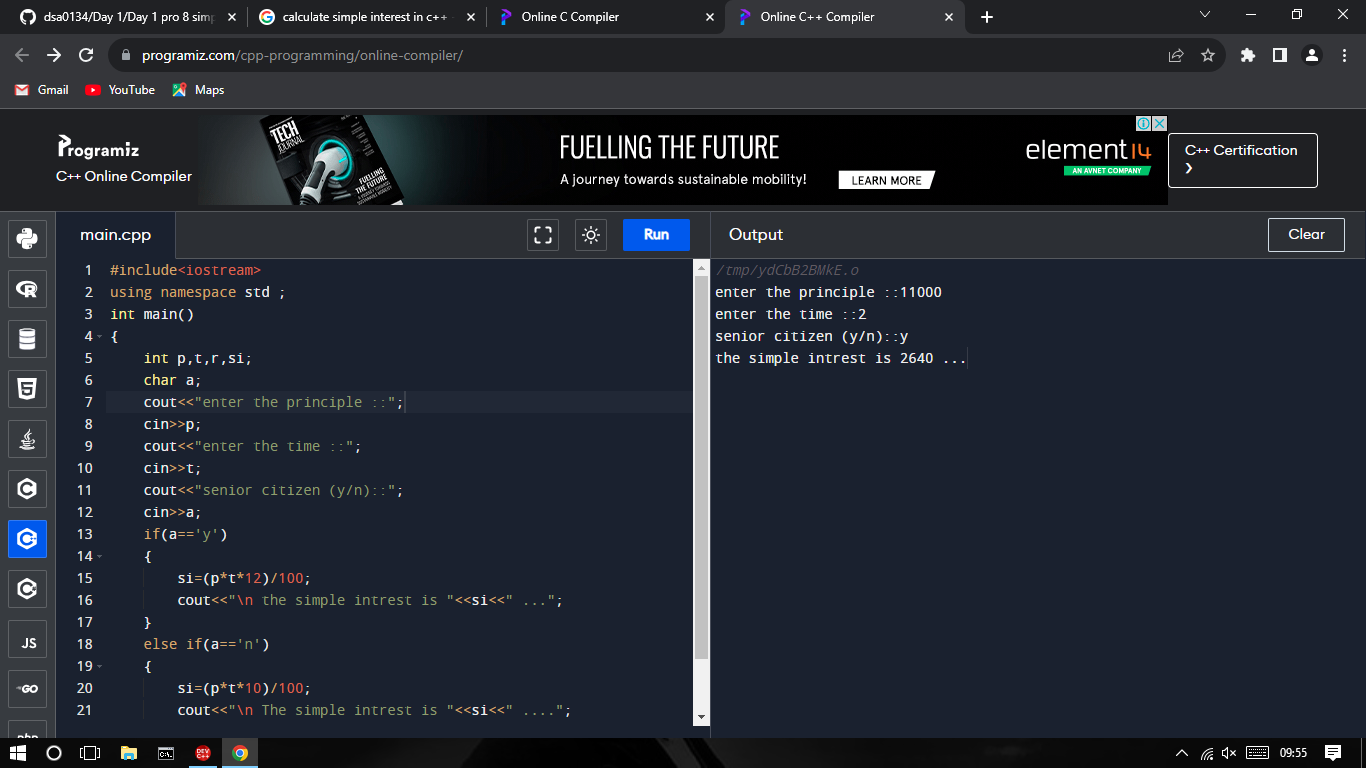 dsa0134/Day 1/Day 1 pro 8 sim
calculate simple interest in c++
Online C Compiler
Online C++ Compiler
programiz.com/cpp-programming/online-compiler/
Gmail
YouTube
Maps
TECH
JOURNAL
FUELLING THE
FUTURE
Programiz
C++ Online Compiler
FUELLING THE FUTURE
A journey towards sustainable mobility!
LEARN MORE
element14
AN AVNET COMPANY
C++ Certification
main.cpp
Run
Output
Clear
1 #include<iostream>
2 using namespace std ;
3 int main()
4 {
5 int p,t,r,si;
6 char a;
7 cout<<"enter the principle ::";
8 cin>>p;
9 cout<<"enter the time ::";
10 cin>>t;
11 cout<<"senior citizen (y/n)::";
12 cin>>a;
13 if(a=='y')
14 {
15 si=(p*t*12)/100;
16 cout<<"\n the simple intrest is "<<si<<" ...";
17 }
18 else if(a=='n')
19 {
20 si=(p*t*10)/100;
21 cout<<"\n The simple intrest is "<<si<<" ....";
/tmp/ydCbB2BMkE.o
enter the principle ::11000
enter the time ::2
senior citizen (y/n)::y
the simple intrest is 2640 ...
JS
GO
php
DEV
C++
09:55